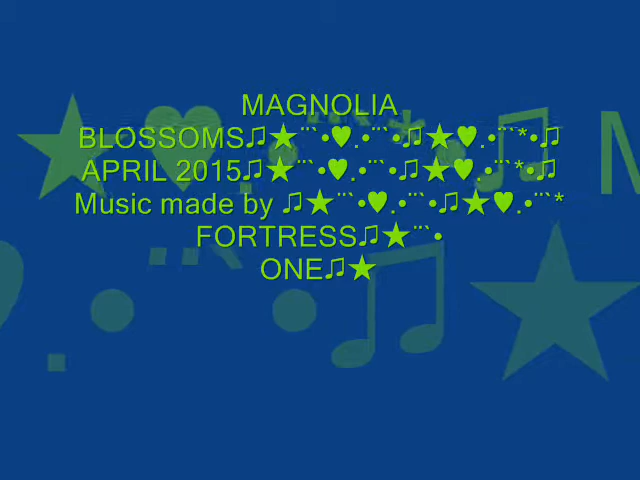 MAGNOLIA
BLOSSOMS♫★¨`•♥.•¨`•♫★♥.•¨`*•♫
APRIL 2015♫★¨`•♥.•¨`•♫★♥.•¨`*•♫
Music made by ♫★¨`•♥.•¨`•♫★♥.•¨`*
FORTRESS♫★¨`•
ONE♫★